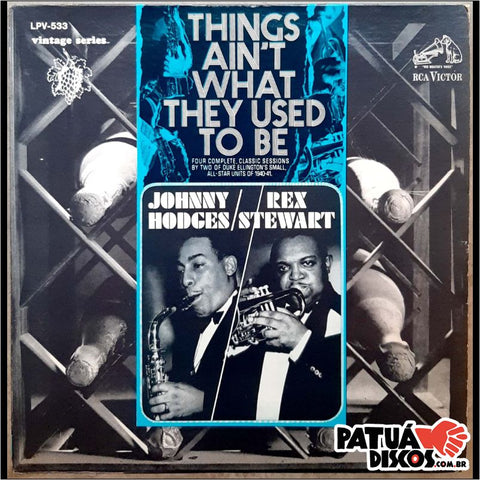 LPV-533
vintage series
THINGS
AIN'T
WHAT
THEY USED
TO BE
FOUR COMPLETE, CLASSIC SESSIONS
BY TWO OF DUKE ELLINGTON'S SMALL,
ALL-STAR UNITS OF 1940-41.
"HIS MASTER'S VOICE"
RCA VICTOR
JOHNNY
HODGES
REX
STEWART
PATUÁ
DISCOS.COM.BR